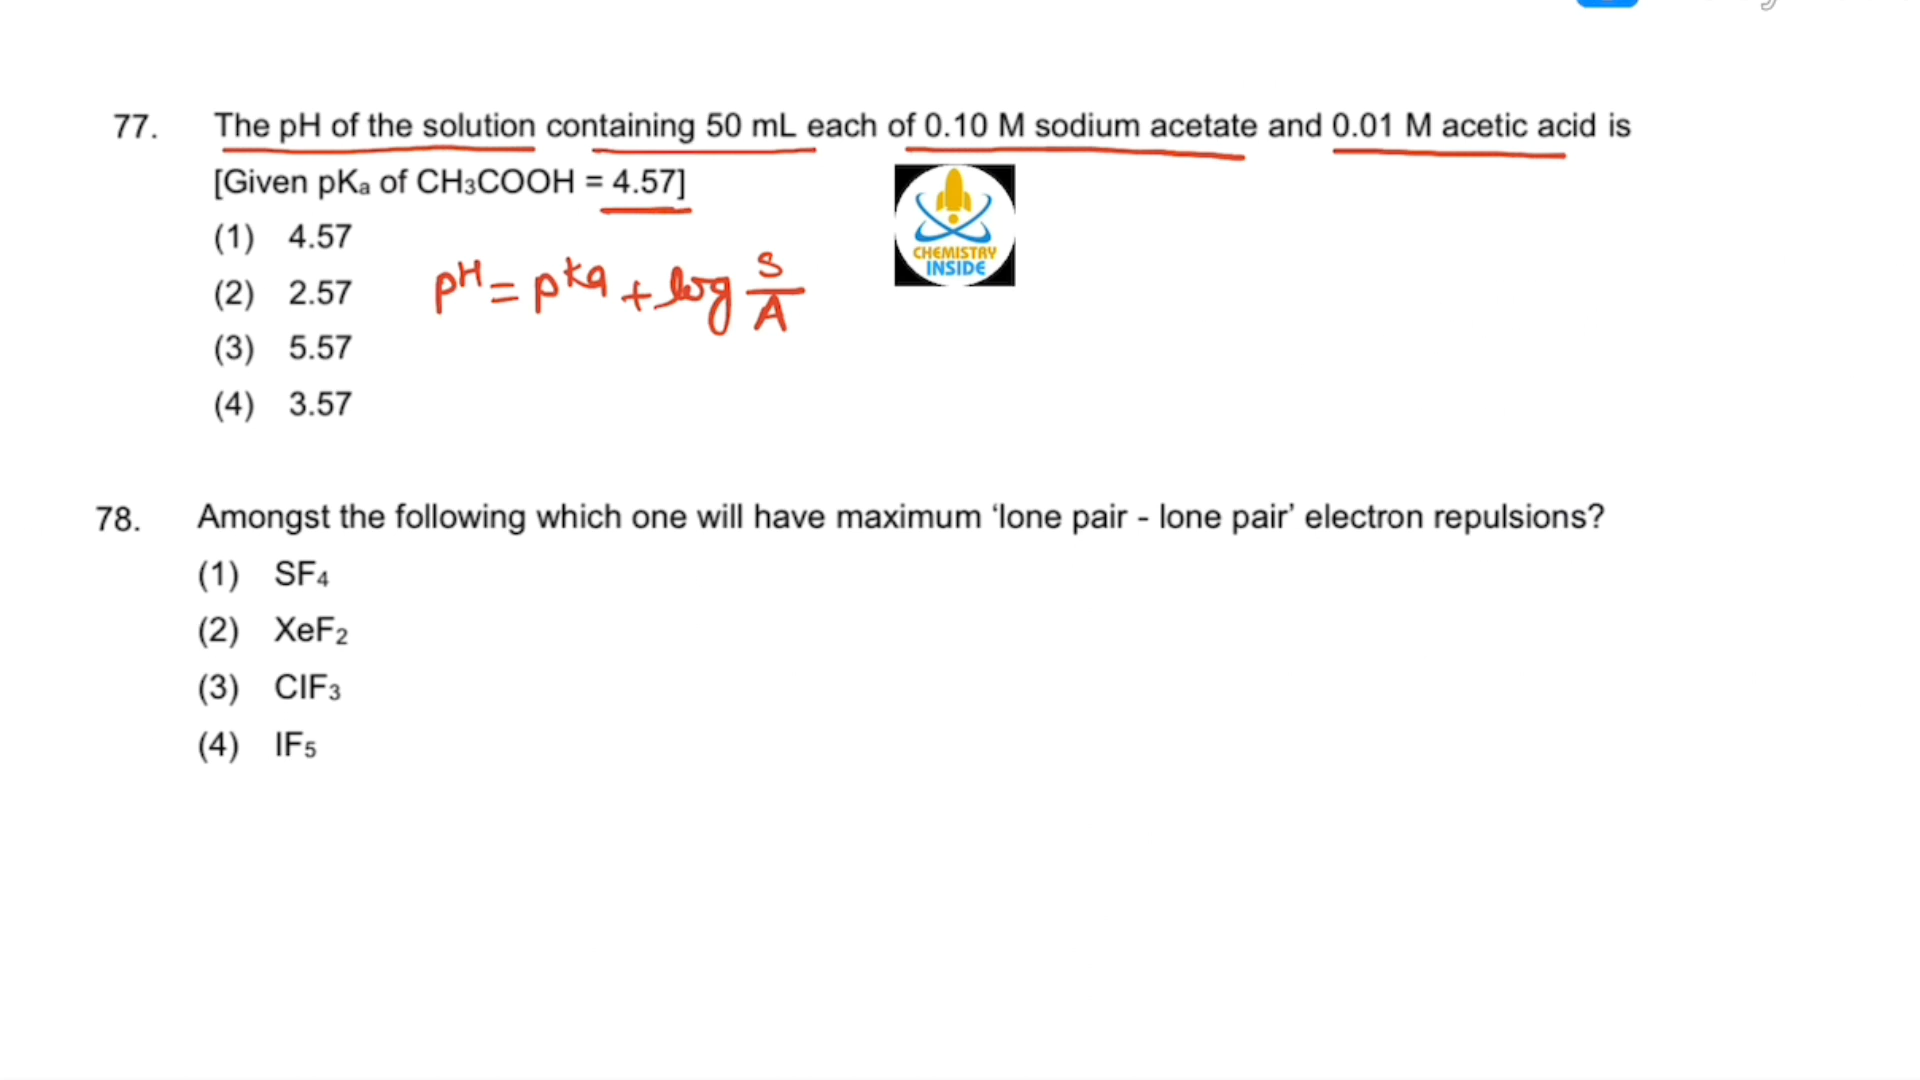 77. The pH of the solution containing 50 mL each of 0.10 M sodium acetate and 0.01 M acetic acid is
[Given pKa of CH3COOH = 4.57]
(1) 4.57
(2) 2.57
(3) 5.57
(4) 3.57
pH = pka + log S/A
CHEMISTRY
INSIDE
78. Amongst the following which one will have maximum ‘lone pair - lone pair’ electron repulsions?
(1) SF4
(2) XeF2
(3) ClF3
(4) IF5